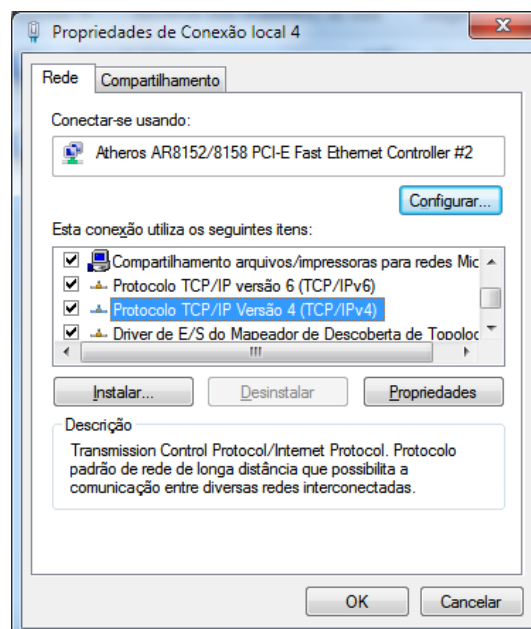 Propriedades de Conexão local 4
Rede
Compartilhamento
Conectar-se usando:
Atheros AR8152/8158 PCI-E Fast Ethernet Controller #2
Configurar...
Esta conexão utiliza os seguintes itens:
Compartilhamento arquivos/impressoras para redes Mic
Protocolo TCP/IP versão 6 (TCP/IPv6)
Protocolo TCP/IP Versão 4 (TCP/IPv4)
Driver de E/S do Mapeador de Descoberta de Topoloc
Instalar...
Desinstalar
Propriedades
Descrição
Transmission Control Protocol/Internet Protocol. Protocolo
padrão de rede de longa distância que possibilita a
comunicação entre diversas redes interconectadas.
OK
Cancelar